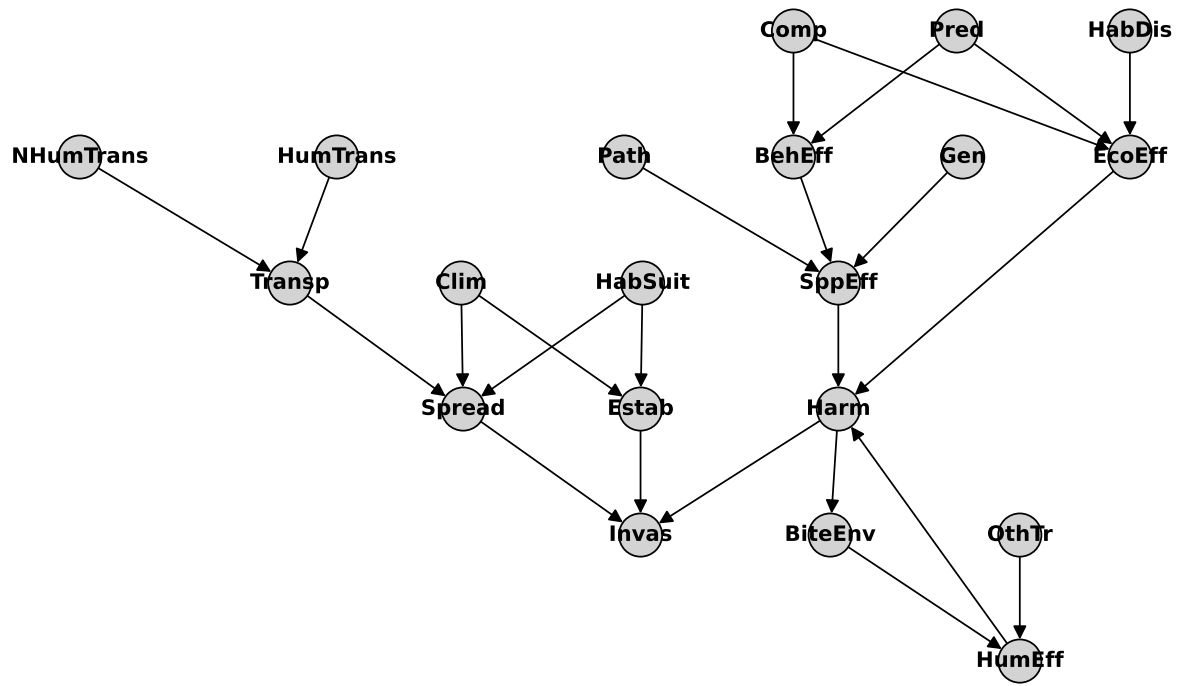 Comp
Pred
HabDis
NHumTrans
HumTrans
Path
BehEff
Gen
EcoEff
Transp
Clim
HabSuit
SppEff
Spread
Estab
Harm
Invas
BiteEnv
OthTr
HumEff